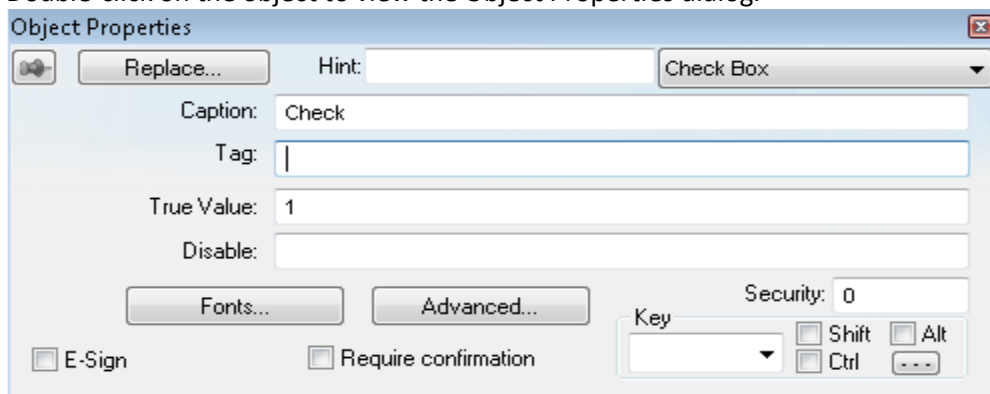 Double-click on the object to view the Object Properties dialog.
Object Properties
Replace... Hint: Check Box
Caption: Check
Tag:
True Value: 1
Disable:
Fonts... Advanced... Security: 0
Key
Shift Alt
E-Sign Require confirmation Ctrl ...